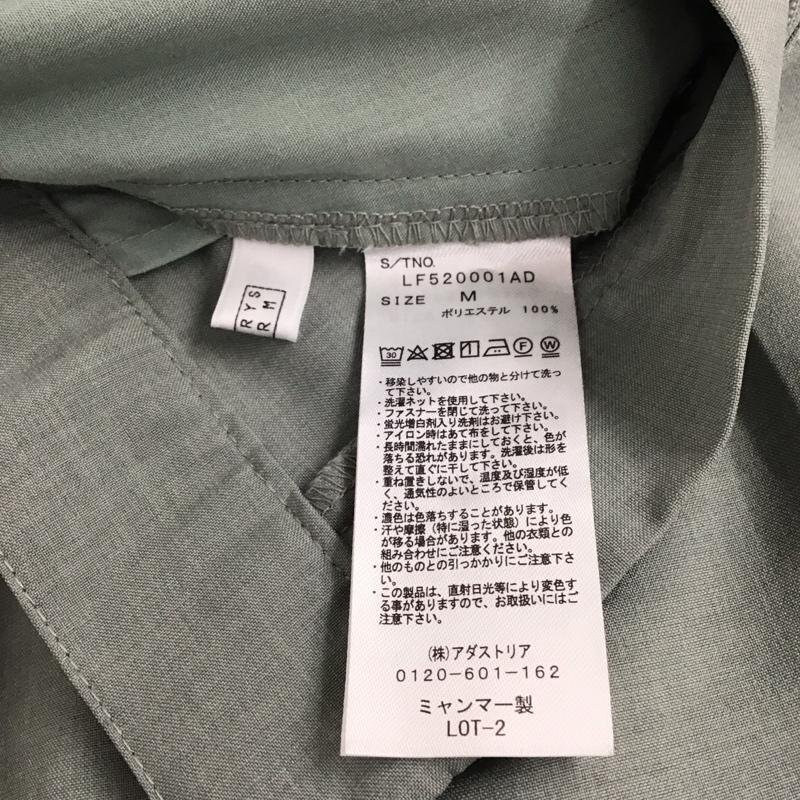 S/TNO.
LF520001AD
SIZE M
ポリエステル 100%
30
F
W
・移染しやすいので他の物と分けて洗っ
て下さい。
・洗濯ネットを使用して下さい。
・ファスナーを閉じて洗って下さい。
・蛍光増白剤入り洗剤はお避け下さい。
・アイロン時はあて布をして下さい。
・長時間濡れたままにしておくと、色が
落ちる恐れがあります。洗濯後は形を
整えて直ぐに干して下さい。
・重ね置きしないで、温度及び湿度が低
く、通気性のよいところで保管してく
ださい。
・濃色は色落ちすることがあります。
・汗や摩擦（特に湿った状態）により色
が移る場合があります。他の衣類との
組み合わせにご注意ください。
・他のものとの引っかかりにご注意下さ
い。
・この製品は、直射日光等により変色す
る事がありますので、お取扱いにはご
注意下さい。
(株)アダストリア
0120-601-162
ミャンマー製
LOT-2
RYS
RM